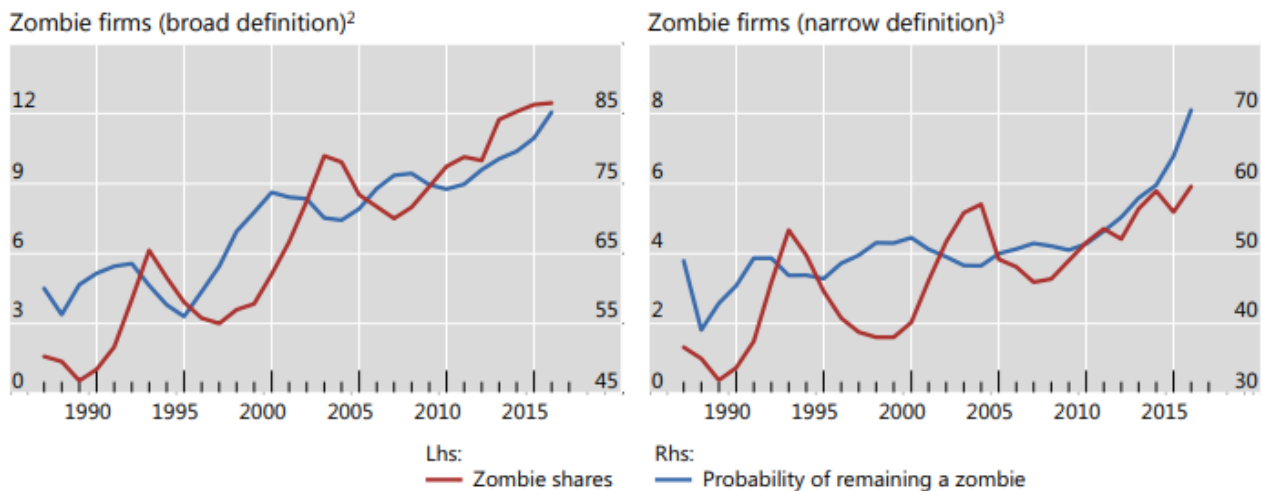 Zombie firms (broad definition)²
12 85
9 75
6 65
3 55
0 45
1990 1995 2000 2005 2010 2015
Zombie firms (narrow definition)³
8 70
6 60
4 50
2 40
0 30
1990 1995 2000 2005 2010 2015
Lhs:
Zombie shares
Rhs:
Probability of remaining a zombie